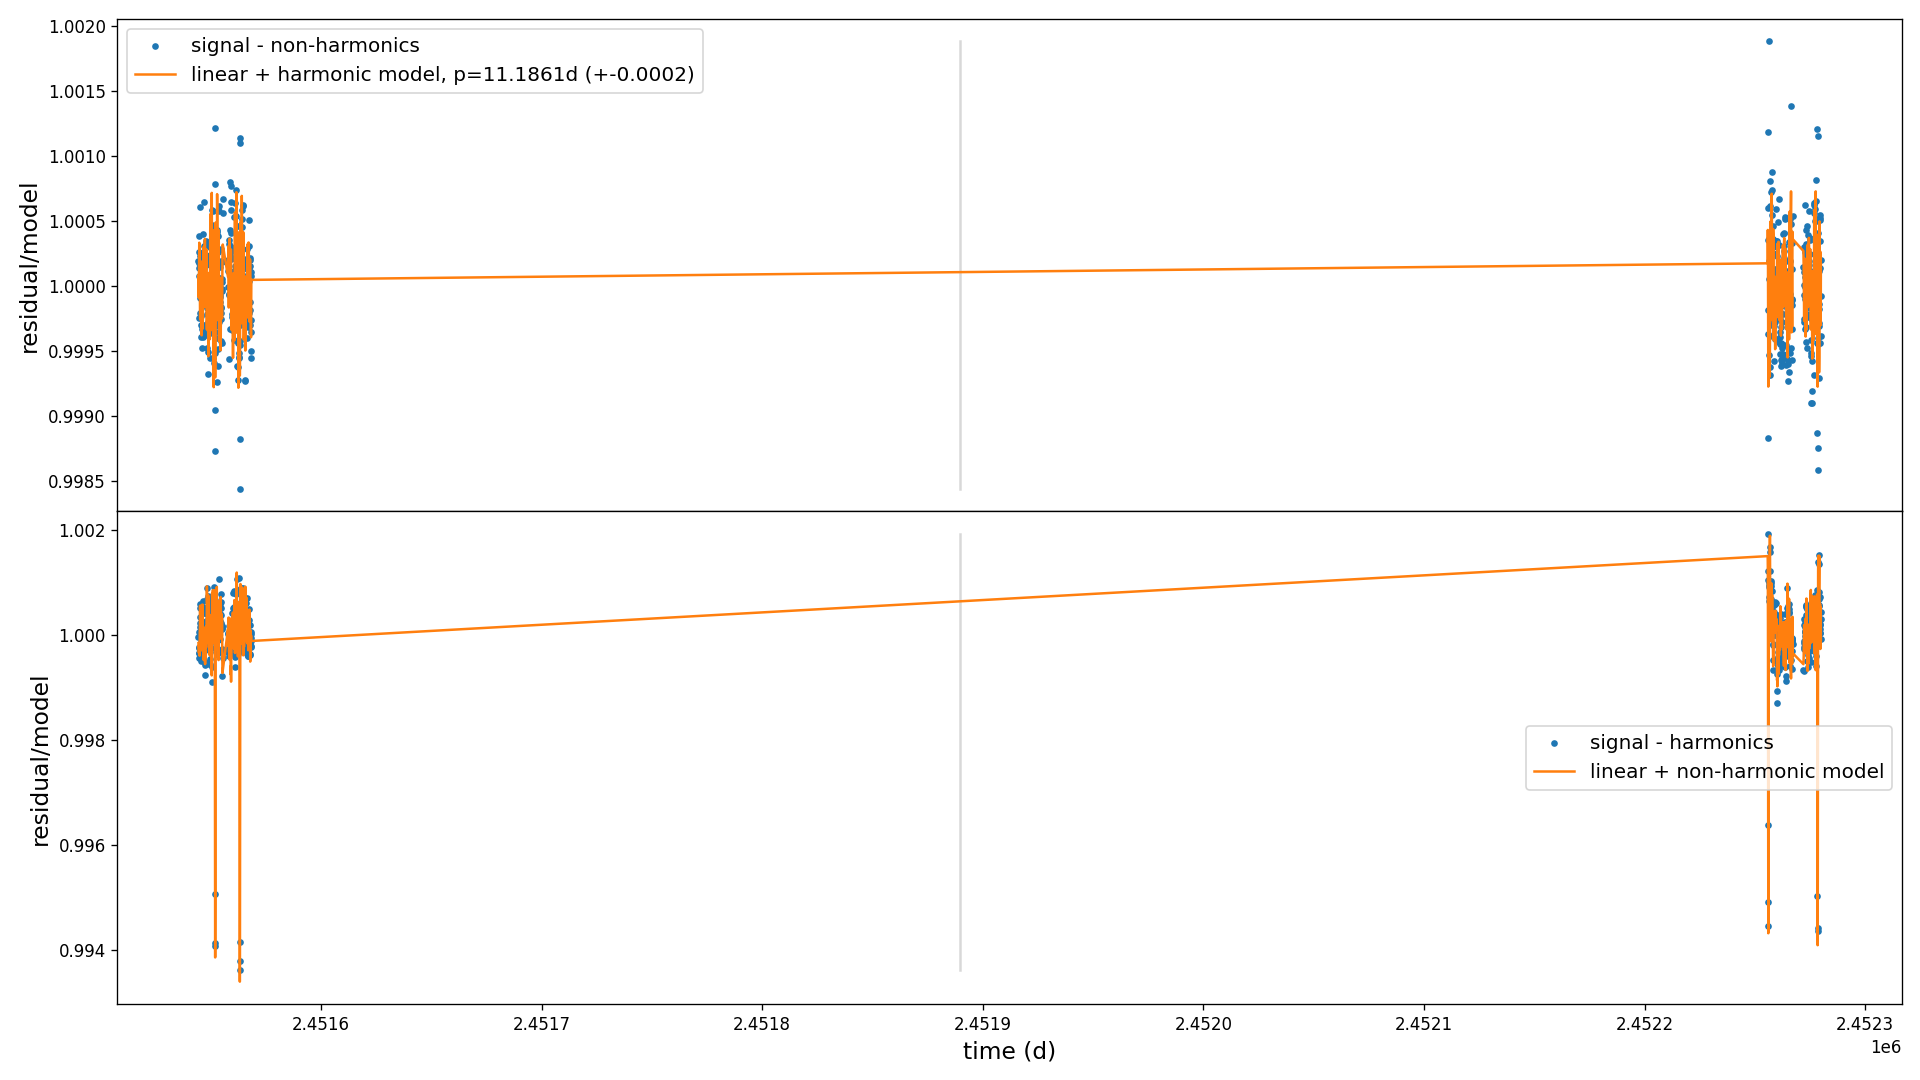 1.0020
1.0015
1.0010
1.0005
1.0000
0.9995
0.9990
0.9985
residual/model
signal - non-harmonics
linear + harmonic model, p=11.1861d (+-0.0002)
1.002
1.000
0.998
0.996
0.994
residual/model
signal - harmonics
linear + non-harmonic model
2.4516
2.4517
2.4518
2.4519
2.4520
2.4521
2.4522
2.4523
1e6
time (d)